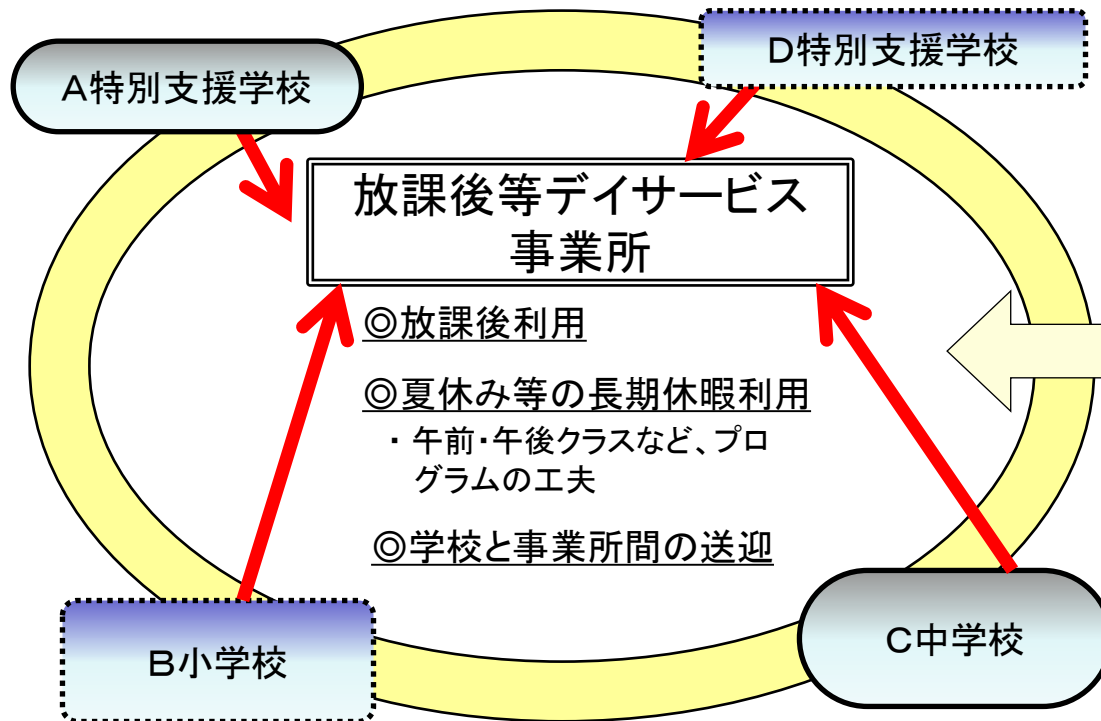 A特別支援学校
D特別支援学校
放課後等デイサービス
事業所
◎放課後利用
◎夏休み等の長期休暇利用
・ 午前・午後クラスなど、プロ
グラムの工夫
◎学校と事業所間の送迎
B小学校
C中学校